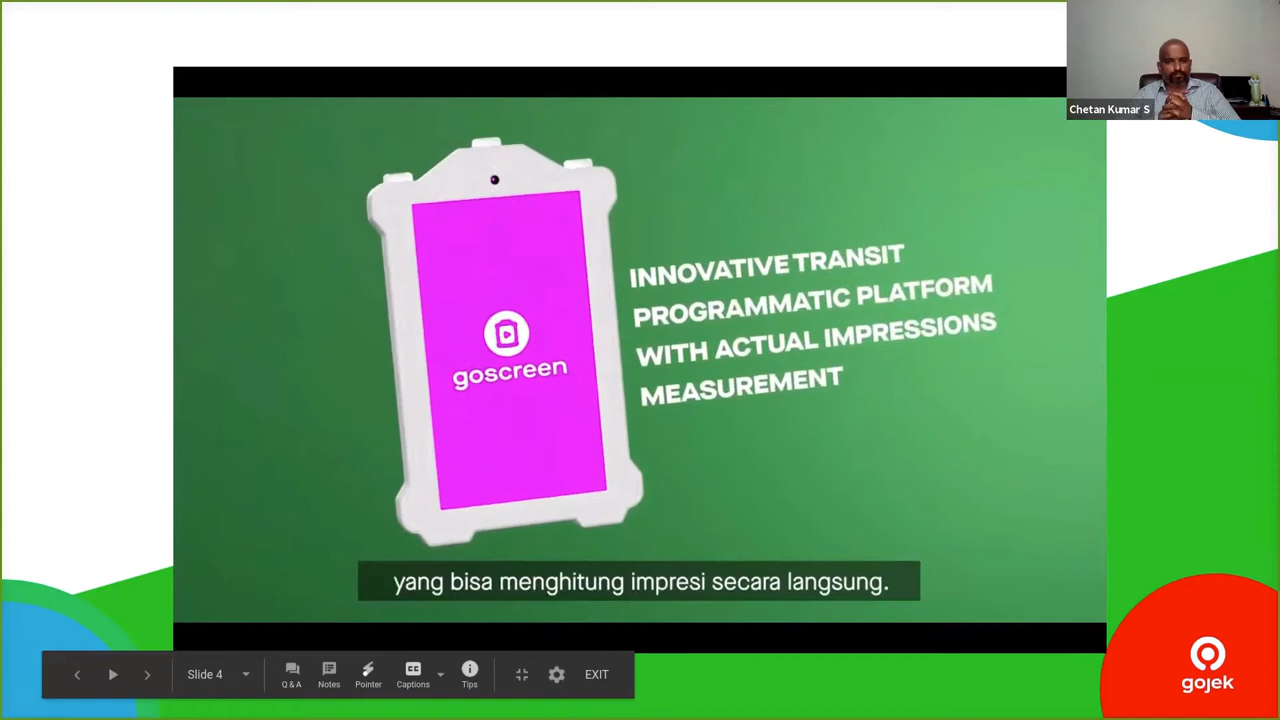 Chetan Kumar S
INNOVATIVE TRANSIT
PROGRAMMATIC PLATFORM
WITH ACTUAL IMPRESSIONS
MEASUREMENT
goscreen
yang bisa menghitung impresi secara langsung.
Slide 4
Q & A
Notes
Pointer
CC
Captions
Tips
EXIT
gojek